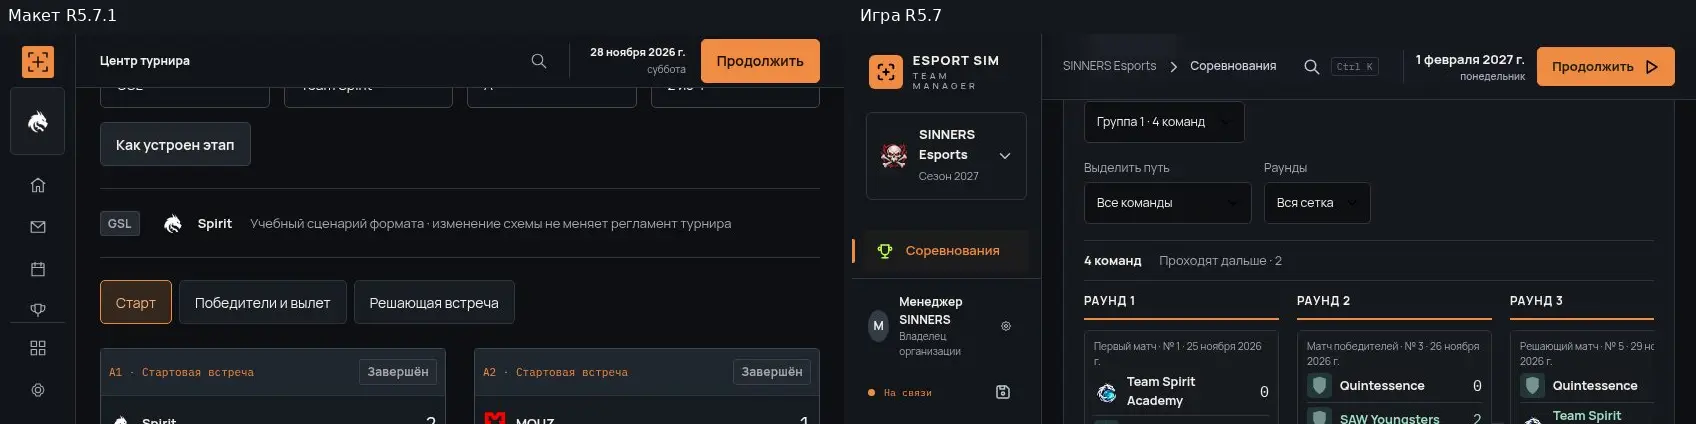 Макет R5.7.1
Центр турнира
28 ноября 2026 г.
суббота
Продолжить
GSL
Team Spirit
Как устроен этап
GSL
Spirit
Учебный сценарий формата · изменение схемы не меняет регламент турнира
Старт
Победители и вылет
Решающая встреча
A1 · Стартовая встреча
Завершён
Spirit
2
A2 · Стартовая встреча
Завершён
MOUZ
1
Игра R5.7
ESPORT SIM
TEAM
MANAGER
SINNERS
Esports
Сезон 2027
Соревнования
Менеджер
SINNERS
Владелец
организации
М
На связи
SINNERS Esports
Соревнования
Ctrl K
1 февраля 2027 г.
понедельник
Продолжить
Группа 1 · 4 команд
Выделить путь
Раунды
Все команды
Вся сетка
4 команд
Проходят дальше · 2
РАУНД 1
РАУНД 2
РАУНД 3
Первый матч · № 1 · 25 ноября 2026
г.
Team Spirit
Academy
0
Матч победителей · № 3 · 26 ноября
2026 г.
Quintessence
0
SAW Youngsters
2
Решающий матч · № 5 · 29 но
2026 г.
Quintessence
Team Spirit